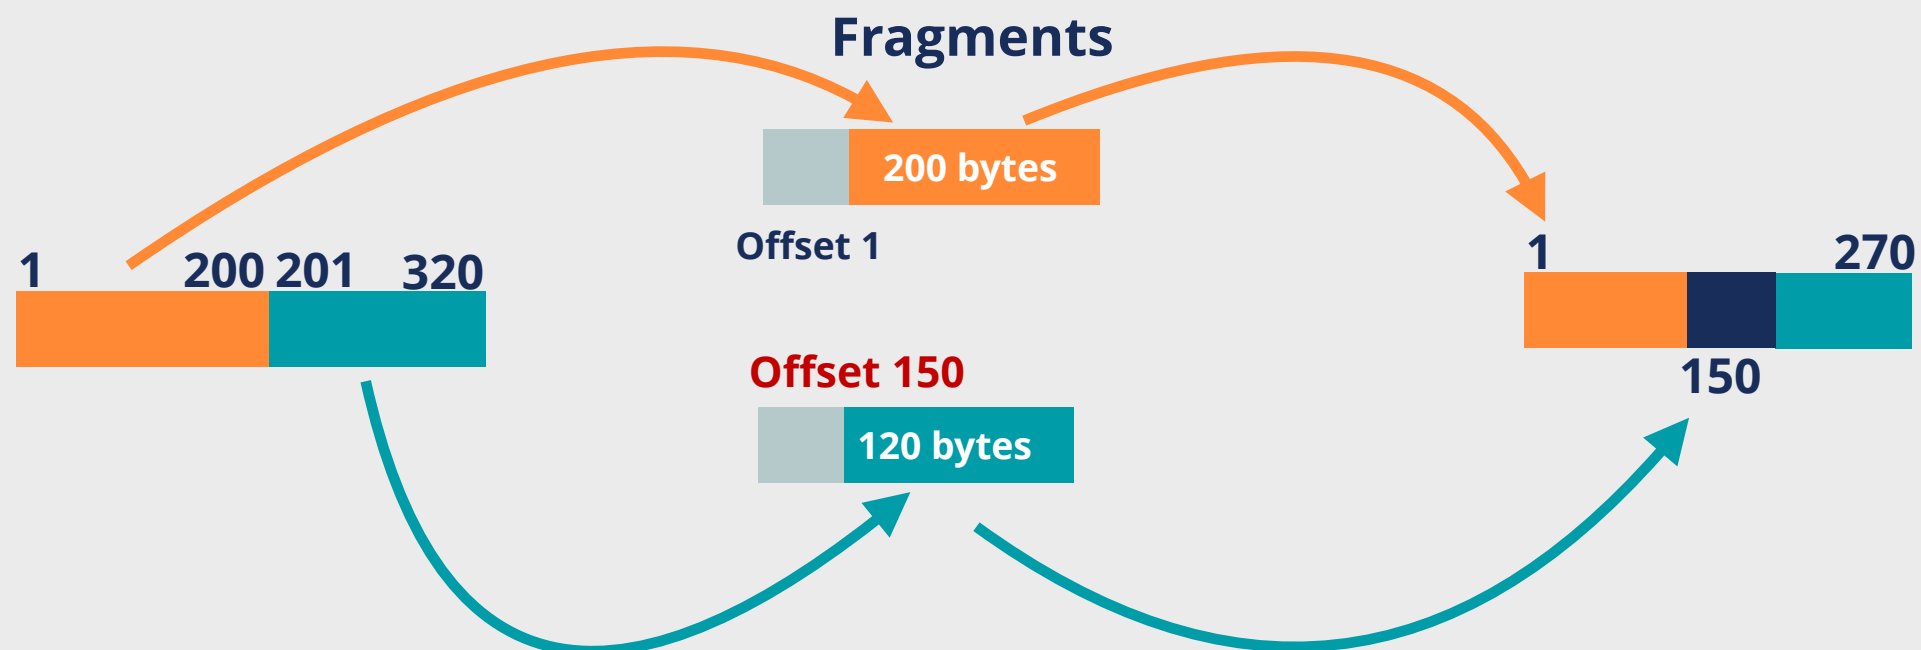 Fragments
200 bytes
Offset 1
1 200 201 320
1 270
150
Offset 150
120 bytes